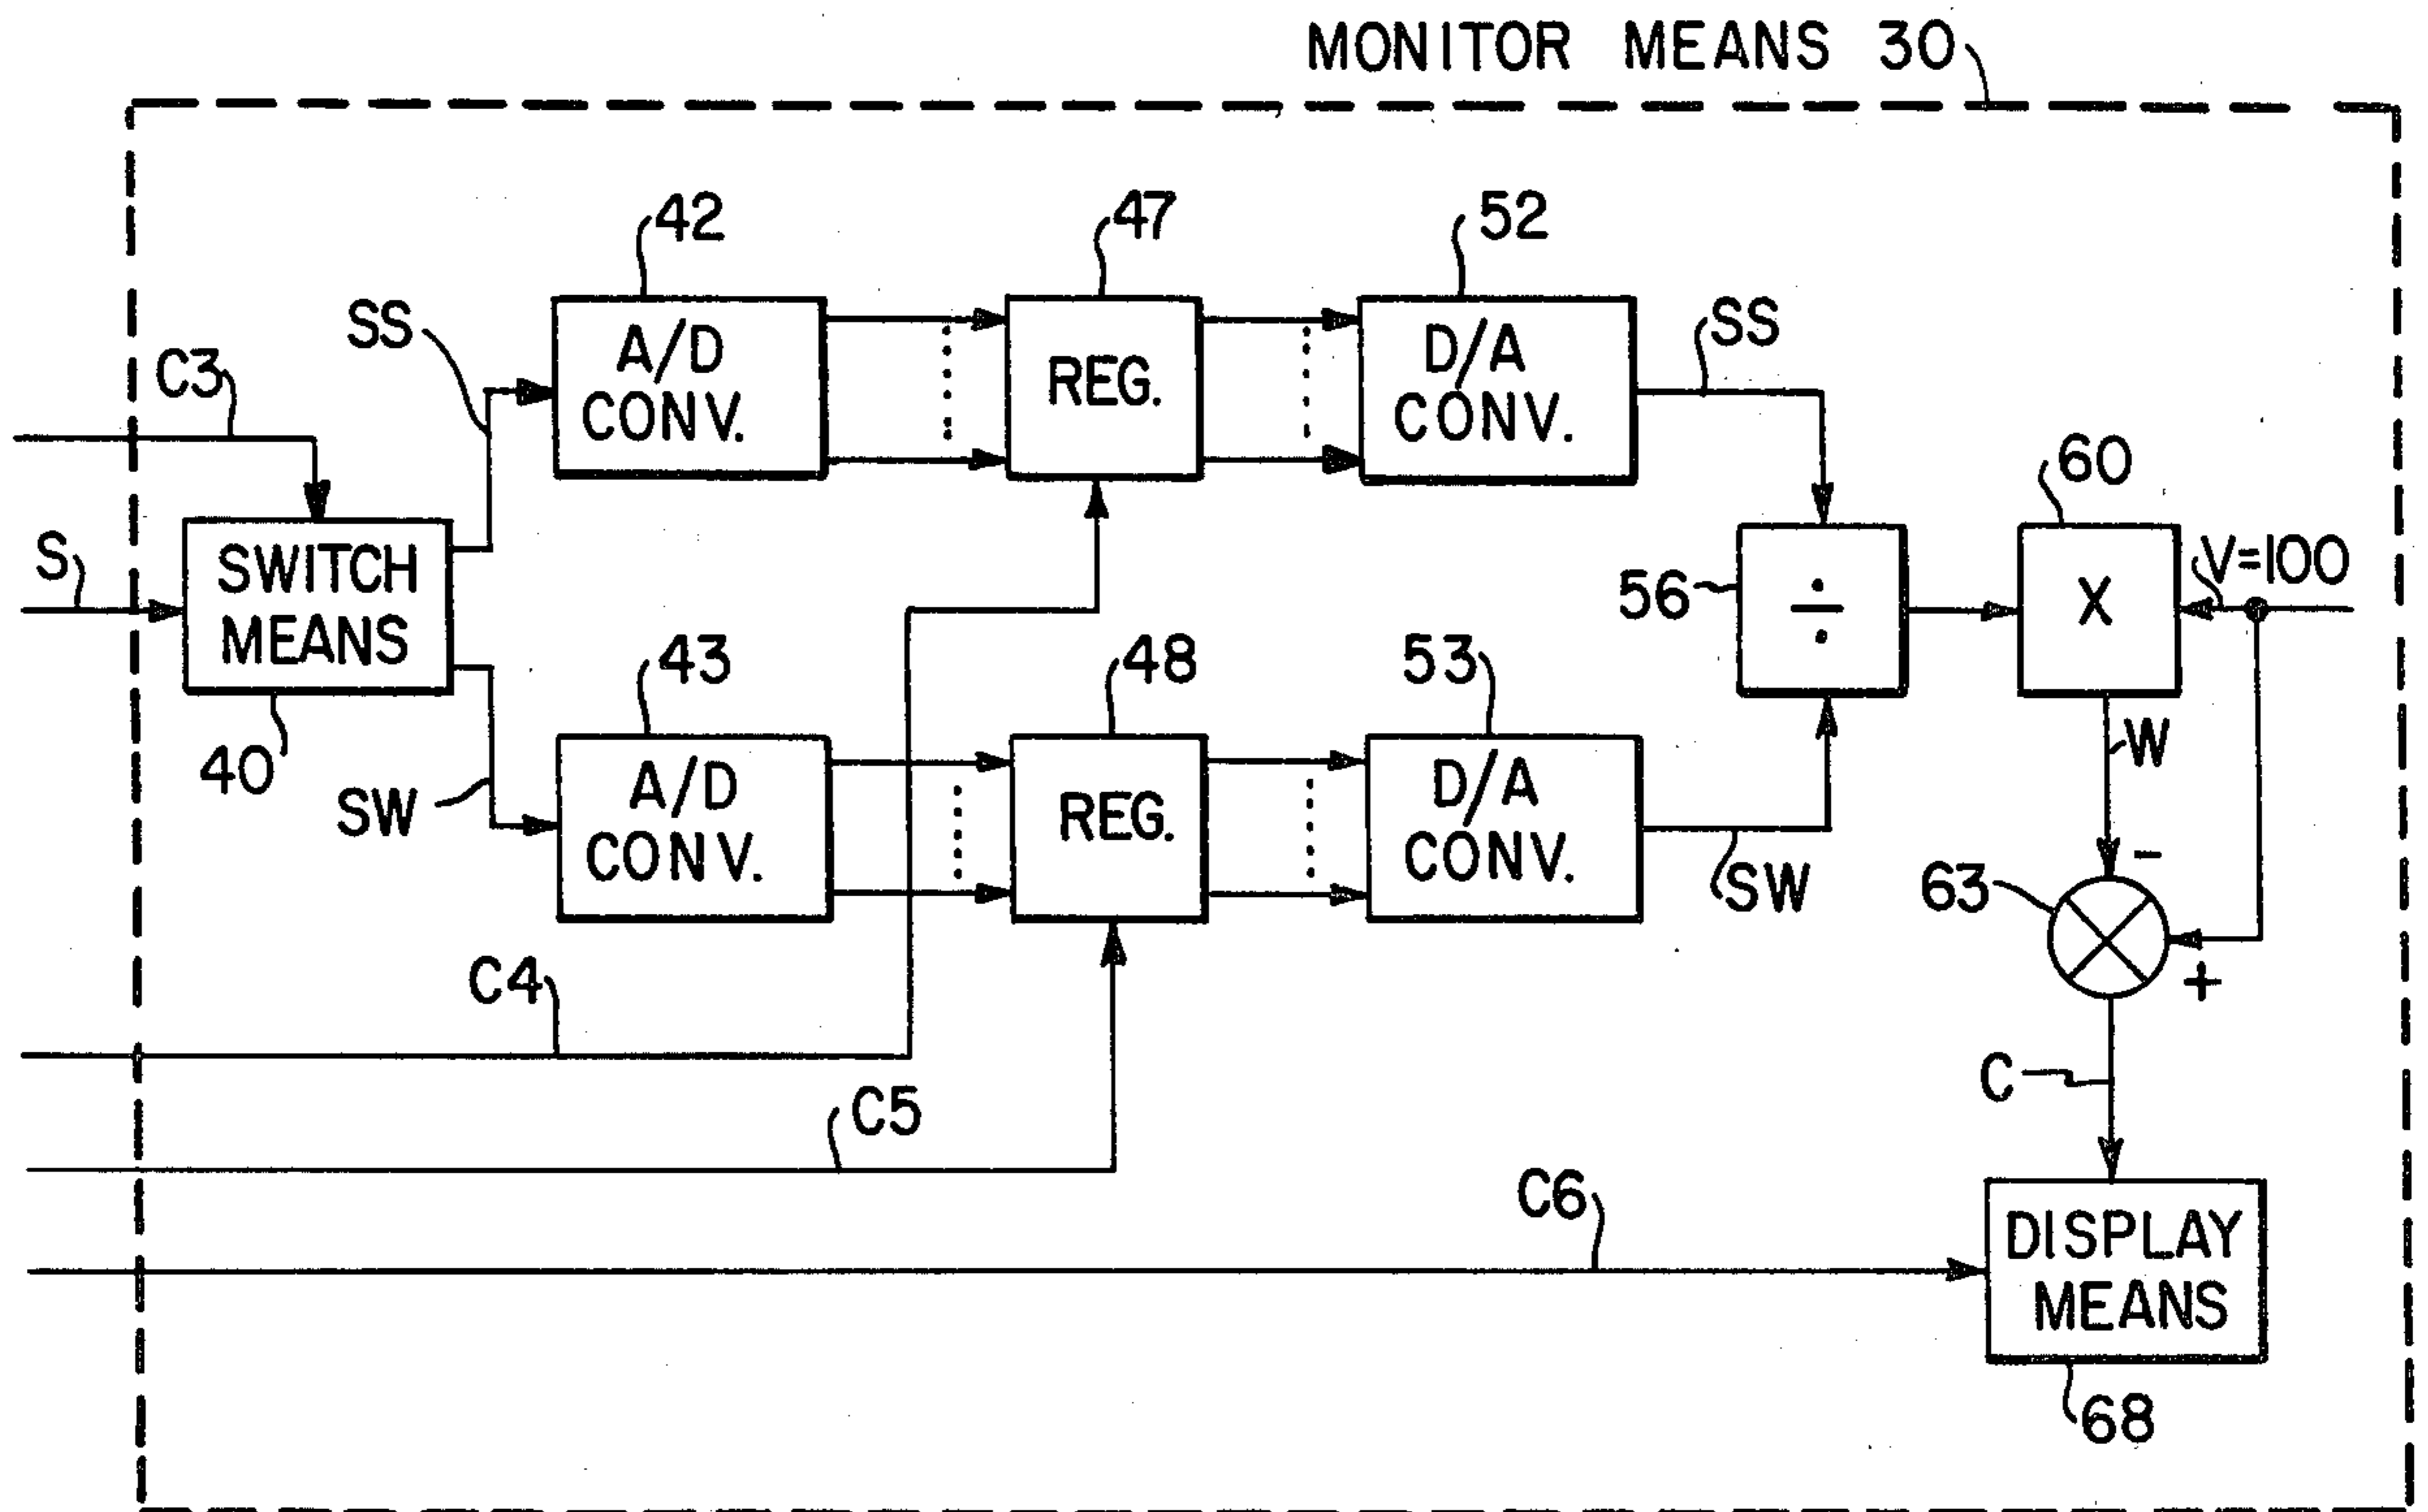 MONITOR MEANS 30
42
47
52
SS
A/D
CONV.
REG.
D/A
CONV.
SS
C3
60
S
SWITCH
MEANS
56
÷
X
V=100
40
43
48
53
W
SW
A/D
CONV.
REG.
D/A
CONV.
SW
-
63
+
C4
C
C5
C6
DISPLAY
MEANS
68